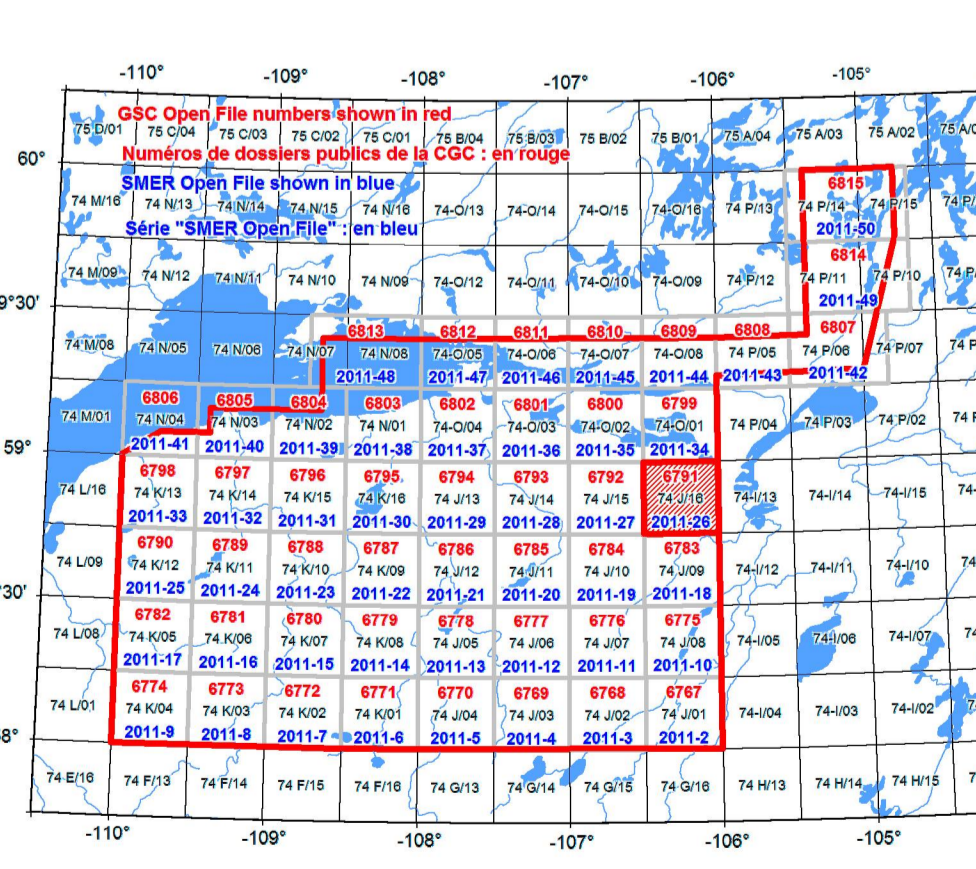 -110° -109° -108° -107° -106° -105°
GSC Open File numbers shown in red
75 D/01 75 C/04 75 C/03 75 C/02 75 C/01 75 B/04 75 B/03 75 B/02 75 B/01 75 A/04 75 A/03 75 A/02 75 A/0
Numéros de dossiers publics de la CGC : en rouge
60°
SMER Open File shown in blue
6815
74 M/16 74 N/13 74 N/14 74 N/15 74 N/16 74-O/13 74-O/14 74-O/15 74-O/16 74 P/13 74 P/14 74 P/15 74 P/
Série "SMER Open File" : en bleu
2011-50
6814
74 M/09 74 N/12 74 N/11 74 N/10 74 N/09 74-O/12 74-O/11 74-O/10 74-O/09 74 P/12 74 P/11 74 P/10 74 P/
9°30'
2011-49
6813 6812 6811 6810 6809 6808 6807
74 M/08 74 N/05 74 N/06 74 N/07 74 N/08 74-O/05 74-O/06 74-O/07 74-O/08 74 P/05 74 P/06 74 P/07 74 P
2011-48 2011-47 2011-46 2011-45 2011-44 2011-43 2011-42
6806 6805 6804 6803 6802 6801 6800 6799
74 M/01 74 N/04 74 N/03 74 N/02 74 N/01 74-O/04 74-O/03 74-O/02 74-O/01 74 P/04 74 P/03 74 P/02 74 P
59°
2011-41 2011-40 2011-39 2011-38 2011-37 2011-36 2011-35 2011-34
6798 6797 6796 6795 6794 6793 6792 6791
74 L/16 74 K/13 74 K/14 74 K/15 74 K/16 74 J/13 74 J/14 74 J/15 74 J/16 74-I/13 74-I/14 74-I/15 74-I
2011-33 2011-32 2011-31 2011-30 2011-29 2011-28 2011-27 2011-26
6790 6789 6788 6787 6786 6785 6784 6783
74 L/09 74 K/12 74 K/11 74 K/10 74 K/09 74 J/12 74 J/11 74 J/10 74 J/09 74-I/12 74-I/11 74-I/10 74-
°30'
2011-25 2011-24 2011-23 2011-22 2011-21 2011-20 2011-19 2011-18
6782 6781 6780 6779 6778 6777 6776 6775
74 L/08 74 K/05 74 K/06 74 K/07 74 K/08 74 J/05 74 J/06 74 J/07 74 J/08 74-I/05 74-I/06 74-I/07 74-
2011-17 2011-16 2011-15 2011-14 2011-13 2011-12 2011-11 2011-10
6774 6773 6772 6771 6770 6769 6768 6767
74 L/01 74 K/04 74 K/03 74 K/02 74 K/01 74 J/04 74 J/03 74 J/02 74 J/01 74-I/04 74-I/03 74-I/02 7
58°
2011-9 2011-8 2011-7 2011-6 2011-5 2011-4 2011-3 2011-2
74 E/16 74 F/13 74 F/14 74 F/15 74 F/16 74 G/13 74 G/14 74 G/15 74 G/16 74 H/13 74 H/14 74 H/15 7
-110° -109° -108° -107° -106° -105°